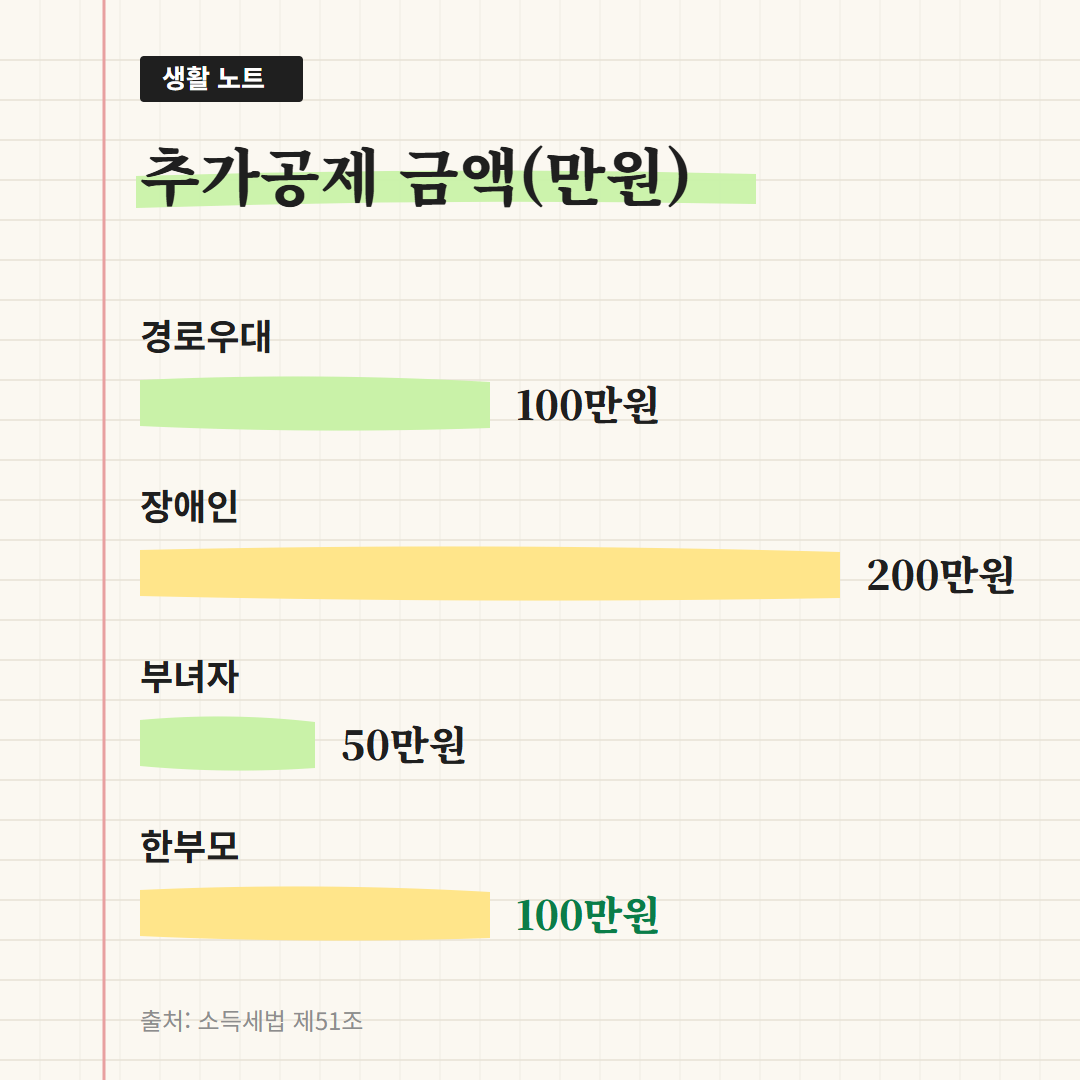 생활 노트
추가공제 금액(만원)
경로우대
100만원
장애인
200만원
부녀자
50만원
한부모
100만원
출처: 소득세법 제51조